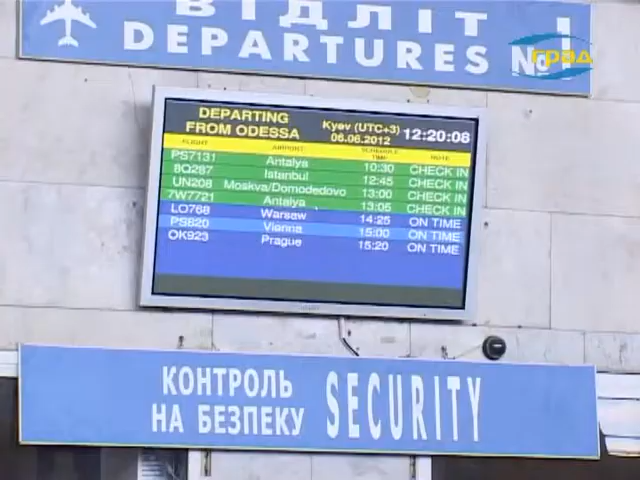 ВІДЛІТ
DEPARTURES №1
град
DEPARTING FROM ODESSA
Kyev (UTC+3) 06.06.2012
12:20:08
FLIGHT AIRPORT SCHEDULE TIME NOTE
PS7131 Antalya 10:30 CHECK IN
8Q287 Istanbul 12:45 CHECK IN
UN208 Moskva/Domodedovo 13:00 CHECK IN
7W7721 Antalya 13:05 CHECK IN
LO768 Warsaw 14:25 ON TIME
PS820 Vienna 15:00 ON TIME
OK923 Prague 15:20 ON TIME
КОНТРОЛЬ
НА БЕЗПЕКУ
SECURITY